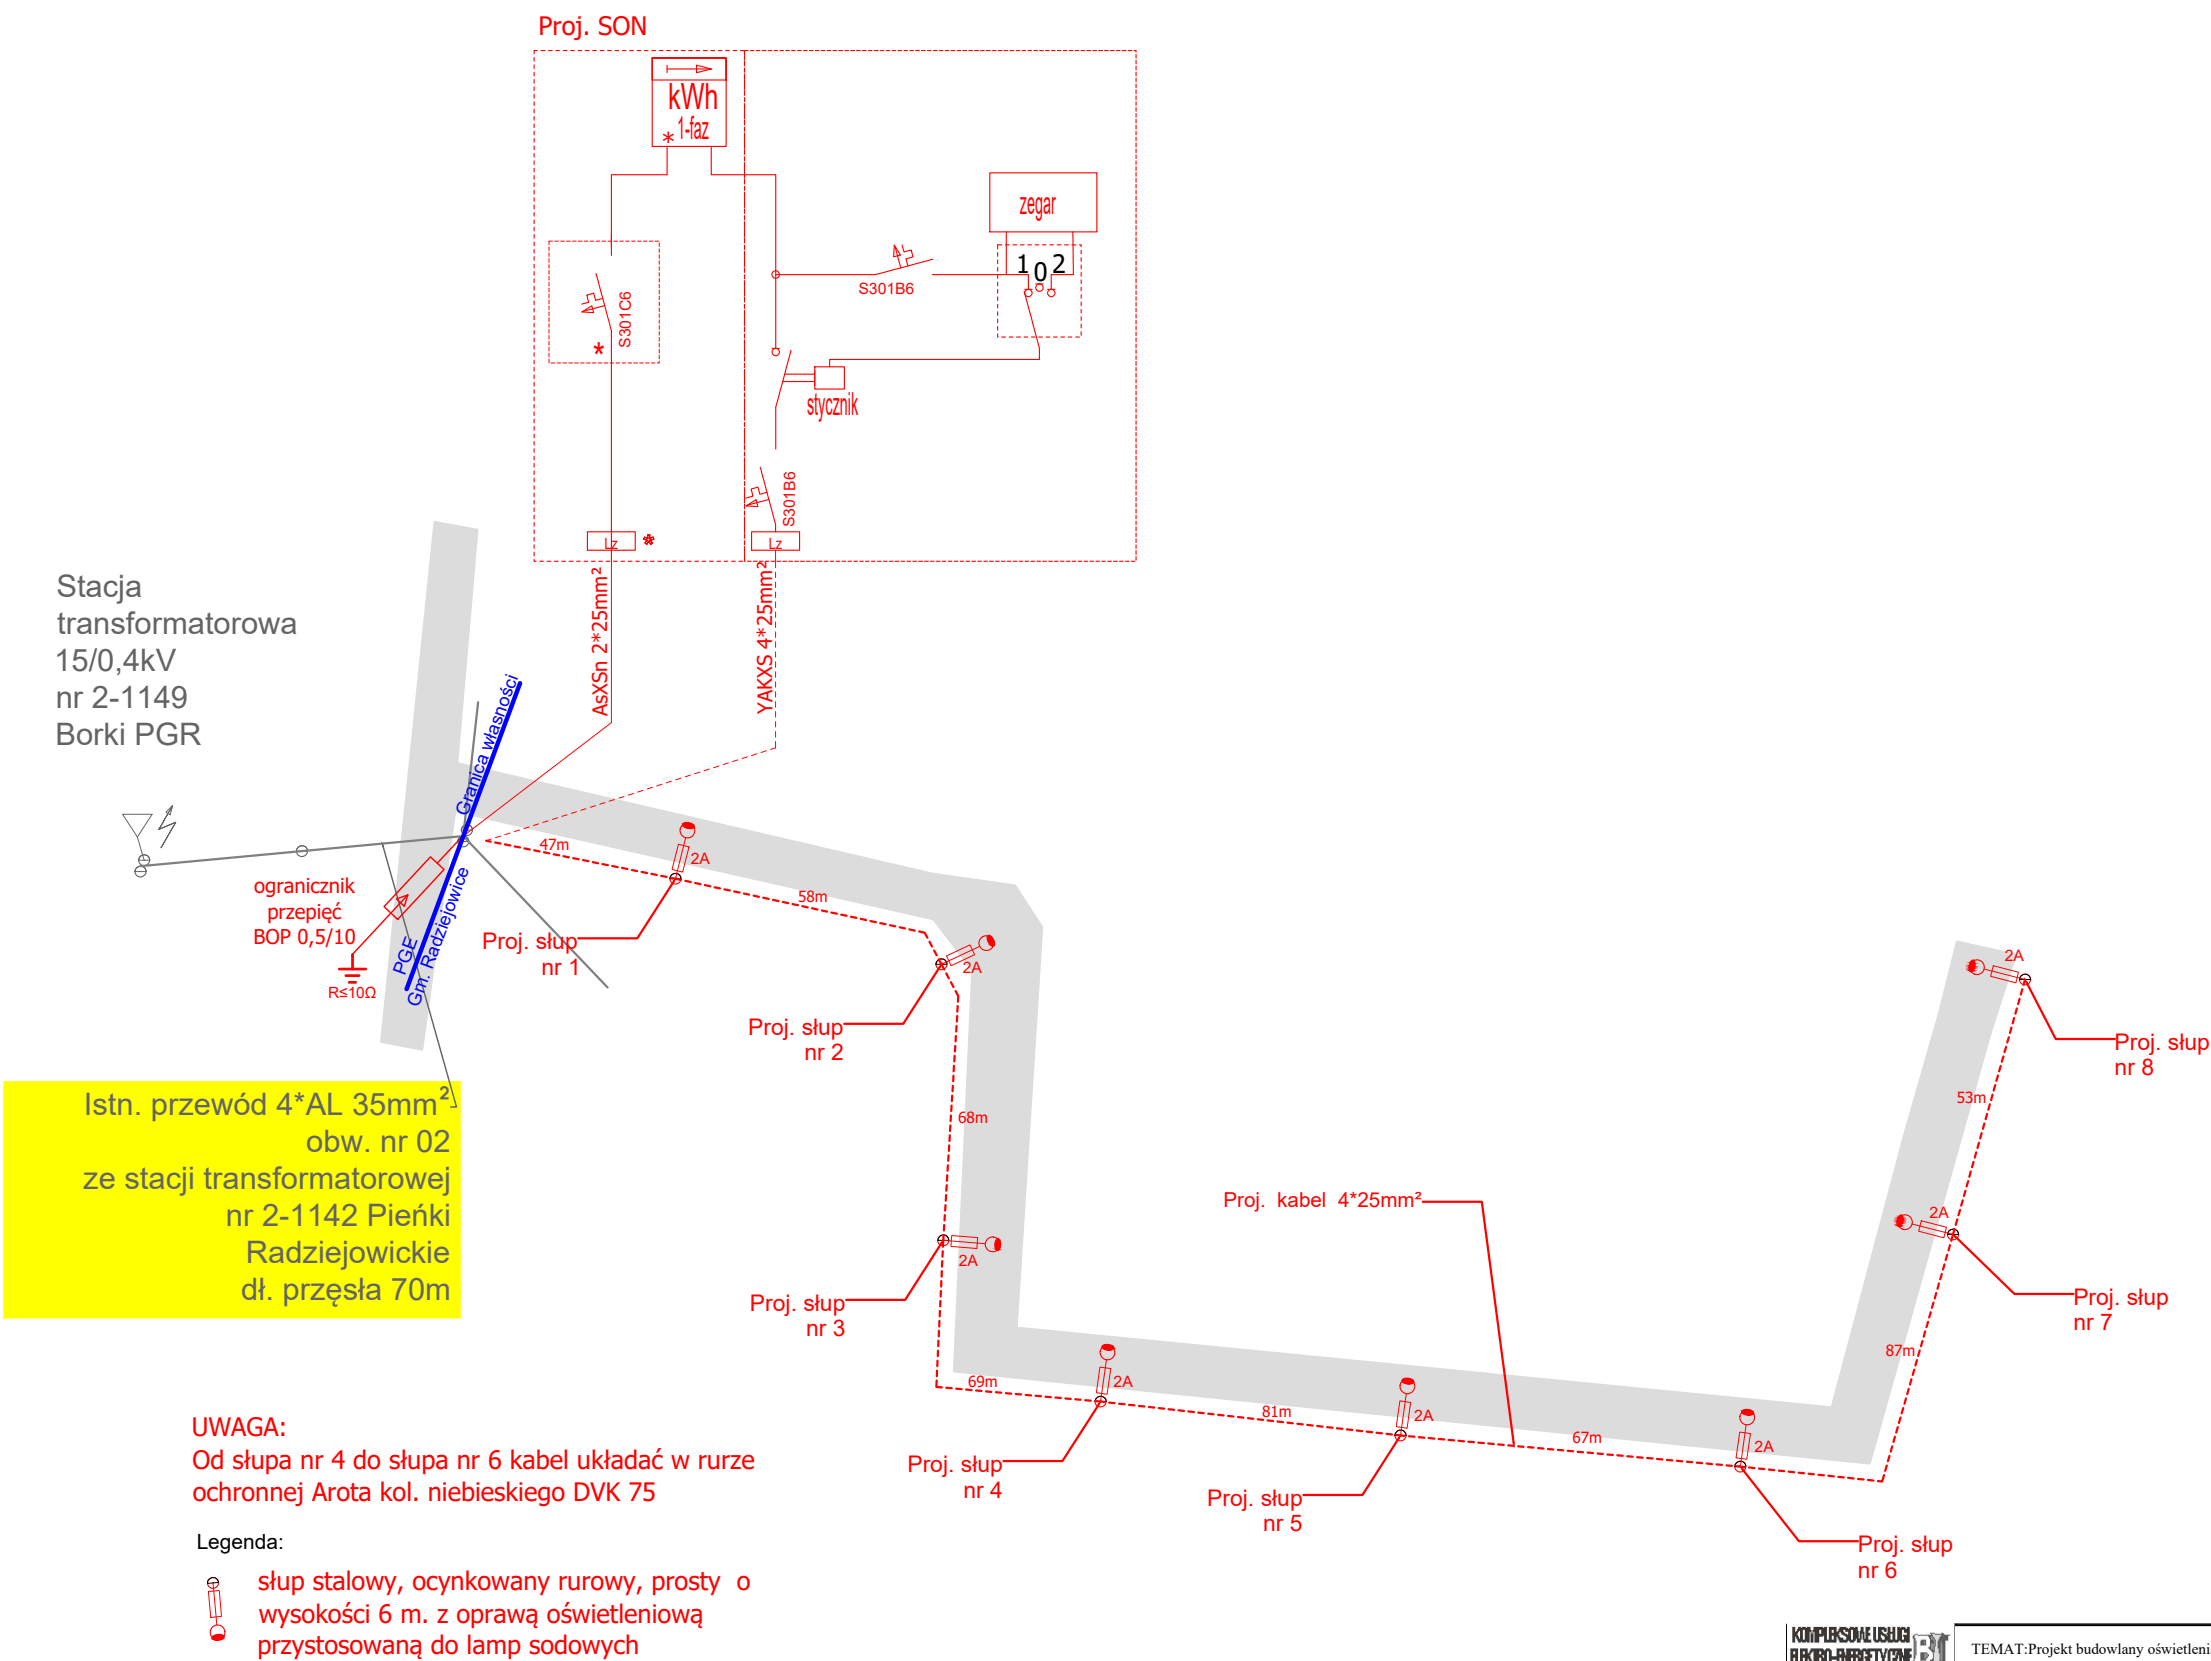 Proj. SON
kWh
* 1-faz
zegar
1 0 2
S301B6
S301C6
*
stycznik
S301B6
Lz
*
Lz
AsXSn 2*25mm²
YAKXS 4*25mm²
Stacja
transformatorowa
15/0,4kV
nr 2-1149
Borki PGR
Granica własności
PGE
Gm. Radziejowice
ogranicznik
przepięć
BOP 0,5/10
R≤10Ω
47m
2A
58m
Proj. słup
nr 1
2A
Proj. słup
nr 2
68m
2A
Proj. słup
nr 3
69m
2A
Proj. słup
nr 4
81m
2A
Proj. słup
nr 5
Proj. kabel 4*25mm²
67m
2A
Proj. słup
nr 6
87m
2A
Proj. słup
nr 7
53m
2A
Proj. słup
nr 8
Istn. przewód 4*AL 35mm²
obw. nr 02
ze stacji transformatorowej
nr 2-1142 Pieńki
Radziejowickie
dł. przęsła 70m
UWAGA:
Od słupa nr 4 do słupa nr 6 kabel układać w rurze
ochronnej Arota kol. niebieskiego DVK 75
Legenda:
słup stalowy, ocynkowany rurowy, prosty o
wysokości 6 m. z oprawą oświetleniową
przystosowaną do lamp sodowych
KOMPLEKSOWE USŁUGI
ELEKTRO-ENERGETYCZNE
TEMAT:Projekt budowlany oświetleni